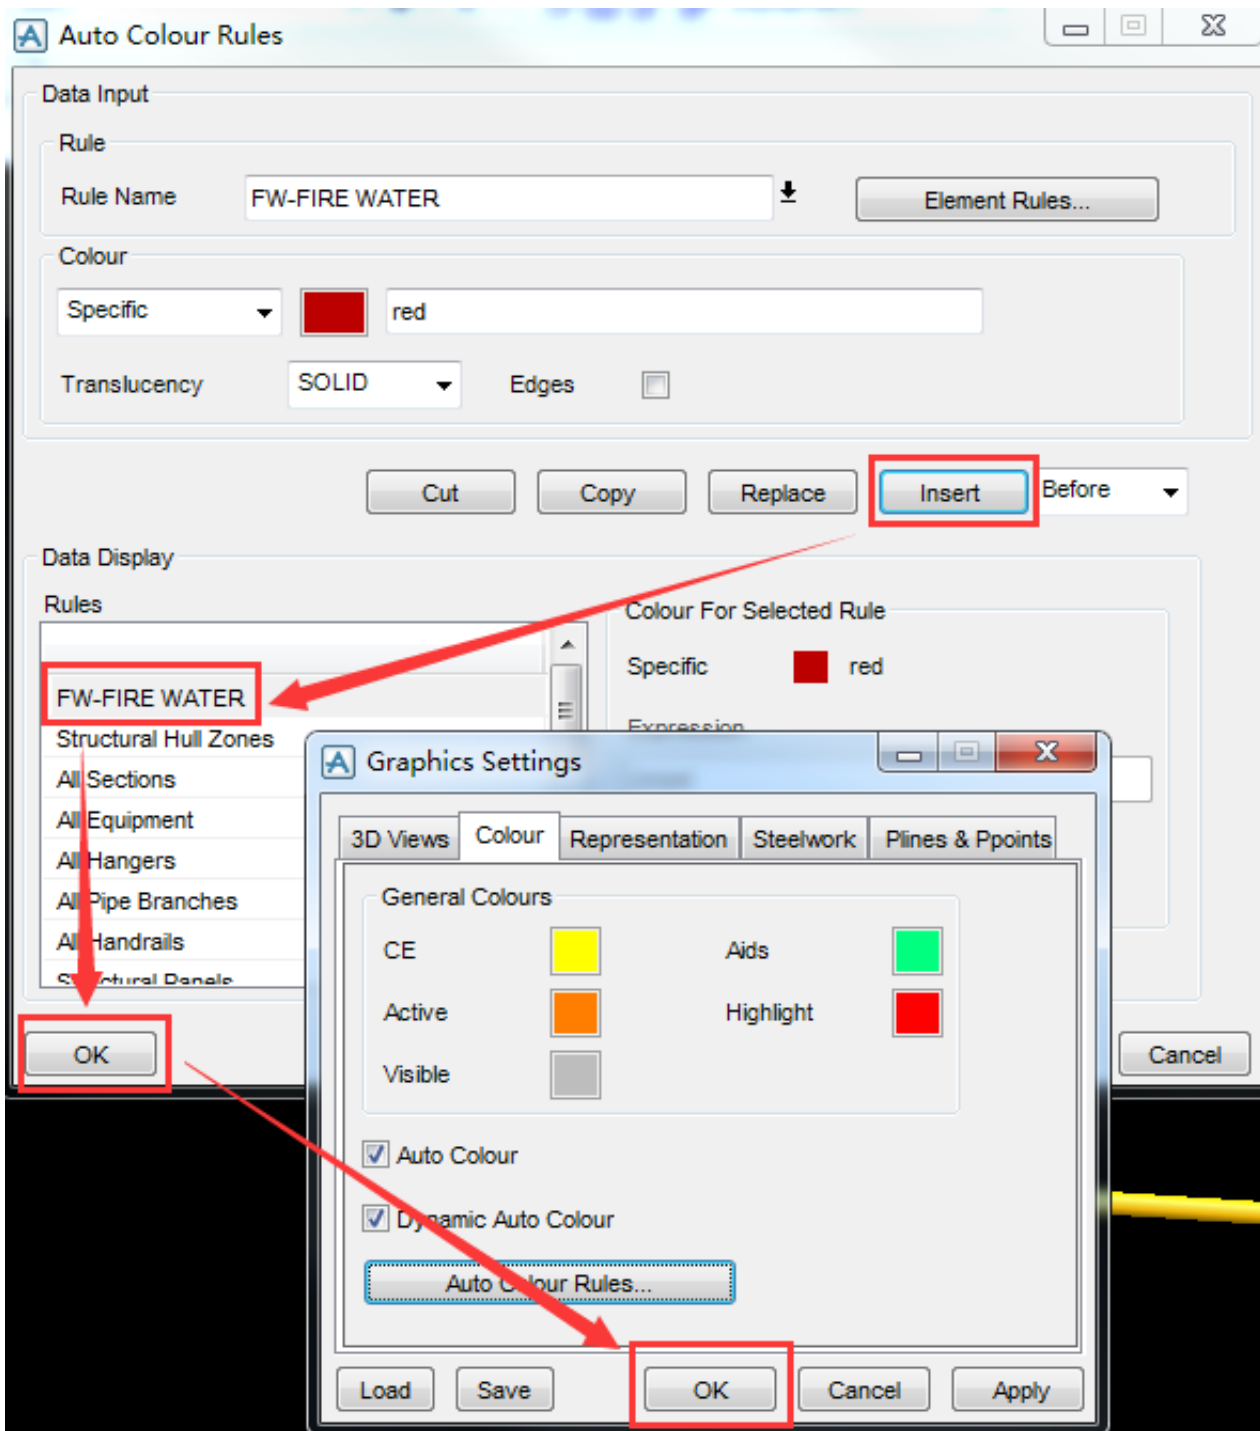 Auto Colour Rules
Data Input
Rule
Rule Name FW-FIRE WATER Element Rules...
Colour
Specific red
Translucency SOLID Edges
Cut Copy Replace Insert Before
Data Display
Rules
Colour For Selected Rule
Specific red
Expression
FW-FIRE WATER
Structural Hull Zones
All Sections
All Equipment
All Hangers
All Pipe Branches
All Handrails
Structural Panels
OK Cancel
Graphics Settings
3D Views Colour Representation Steelwork Plines & Ppoints
General Colours
CE Aids
Active Highlight
Visible
Auto Colour
Dynamic Auto Colour
Auto Colour Rules...
Load Save OK Cancel Apply